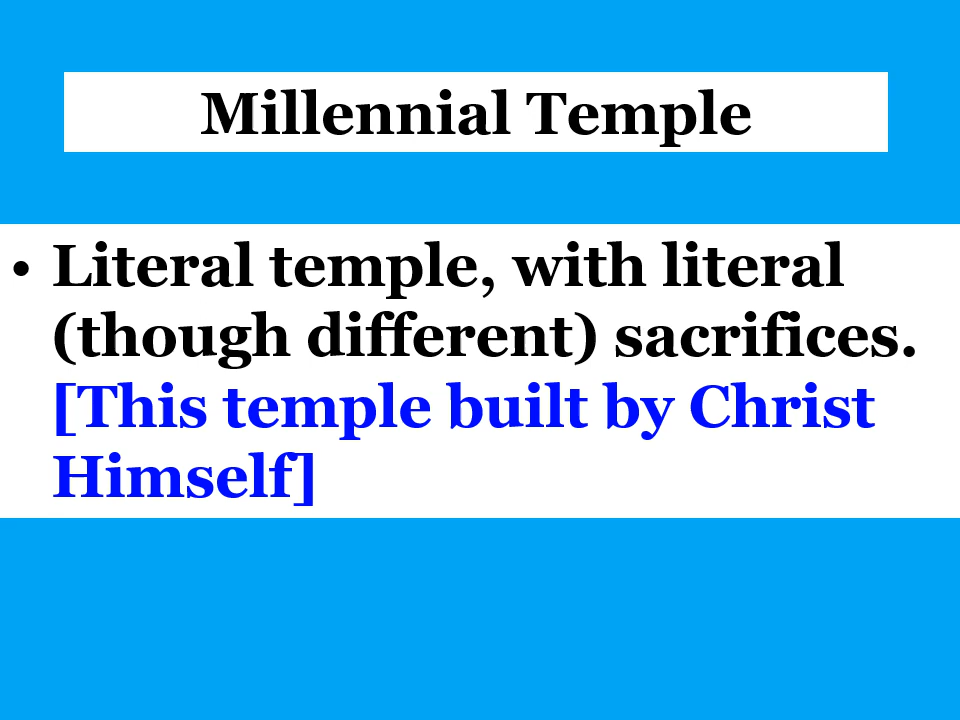 Millennial Temple
• Literal temple, with literal
(though different) sacrifices.
[This temple built by Christ
Himself]